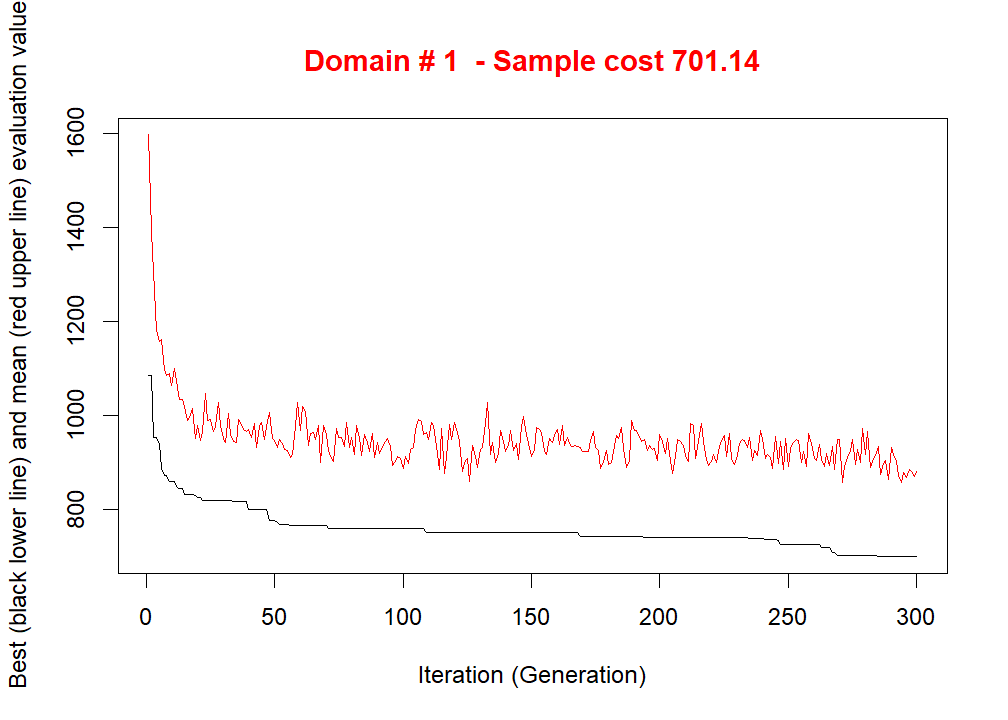 Domain # 1  - Sample cost 701.14
Best (black lower line) and mean (red upper line) evaluation value
1600
1400
1200
1000
800
0 50 100 150 200 250 300
Iteration (Generation)